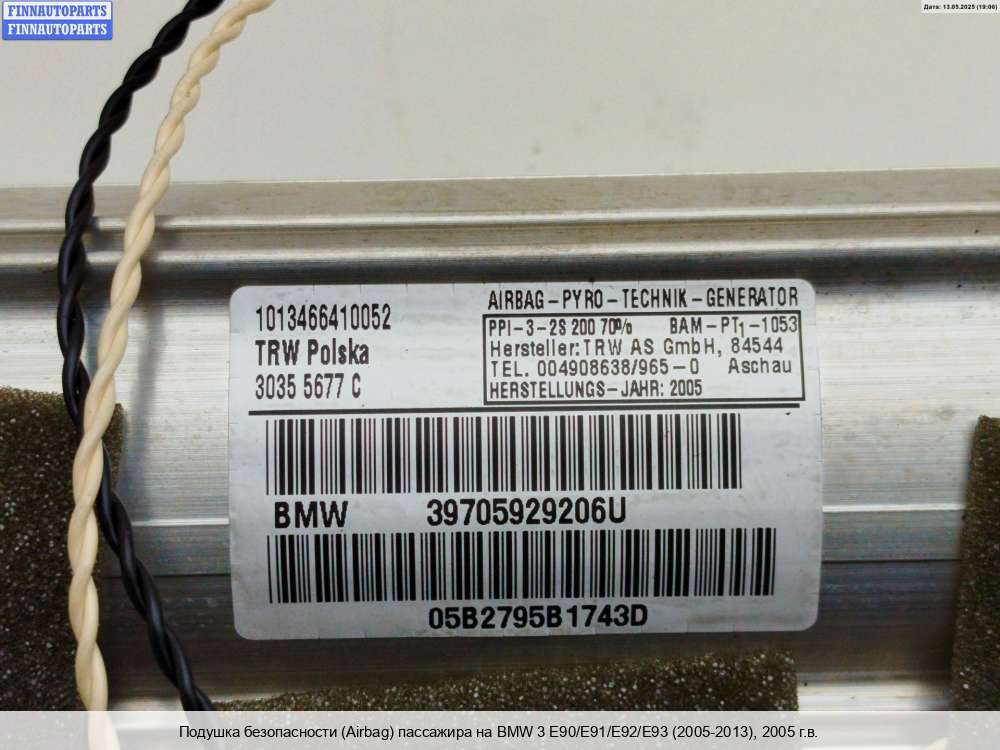 FINNAUTOPARTS
FINNAUTOPARTS
Дата: 13.05.2025 (19:06)
1013466410052
TRW Polska
3035 5677 C
AIRBAG-PYRO-TECHNIK-GENERATOR
PPI-3-2S 200 70% BAM-PT1-1053
Hersteller: TRW AS GmbH, 84544
TEL. 004908638/965-0 Aschau
HERSTELLUNGS-JAHR: 2005
BMW 39705929206U
05B2795B1743D
Подушка безопасности (Airbag) пассажира на BMW 3 E90/E91/E92/E93 (2005-2013), 2005 г.в.